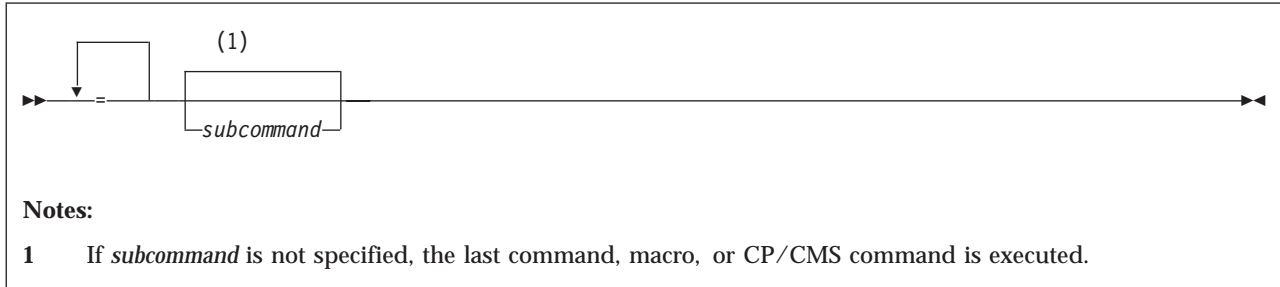 (1)
=
subcommand
Notes:
1 If subcommand is not specified, the last command, macro, or CP/CMS command is executed.